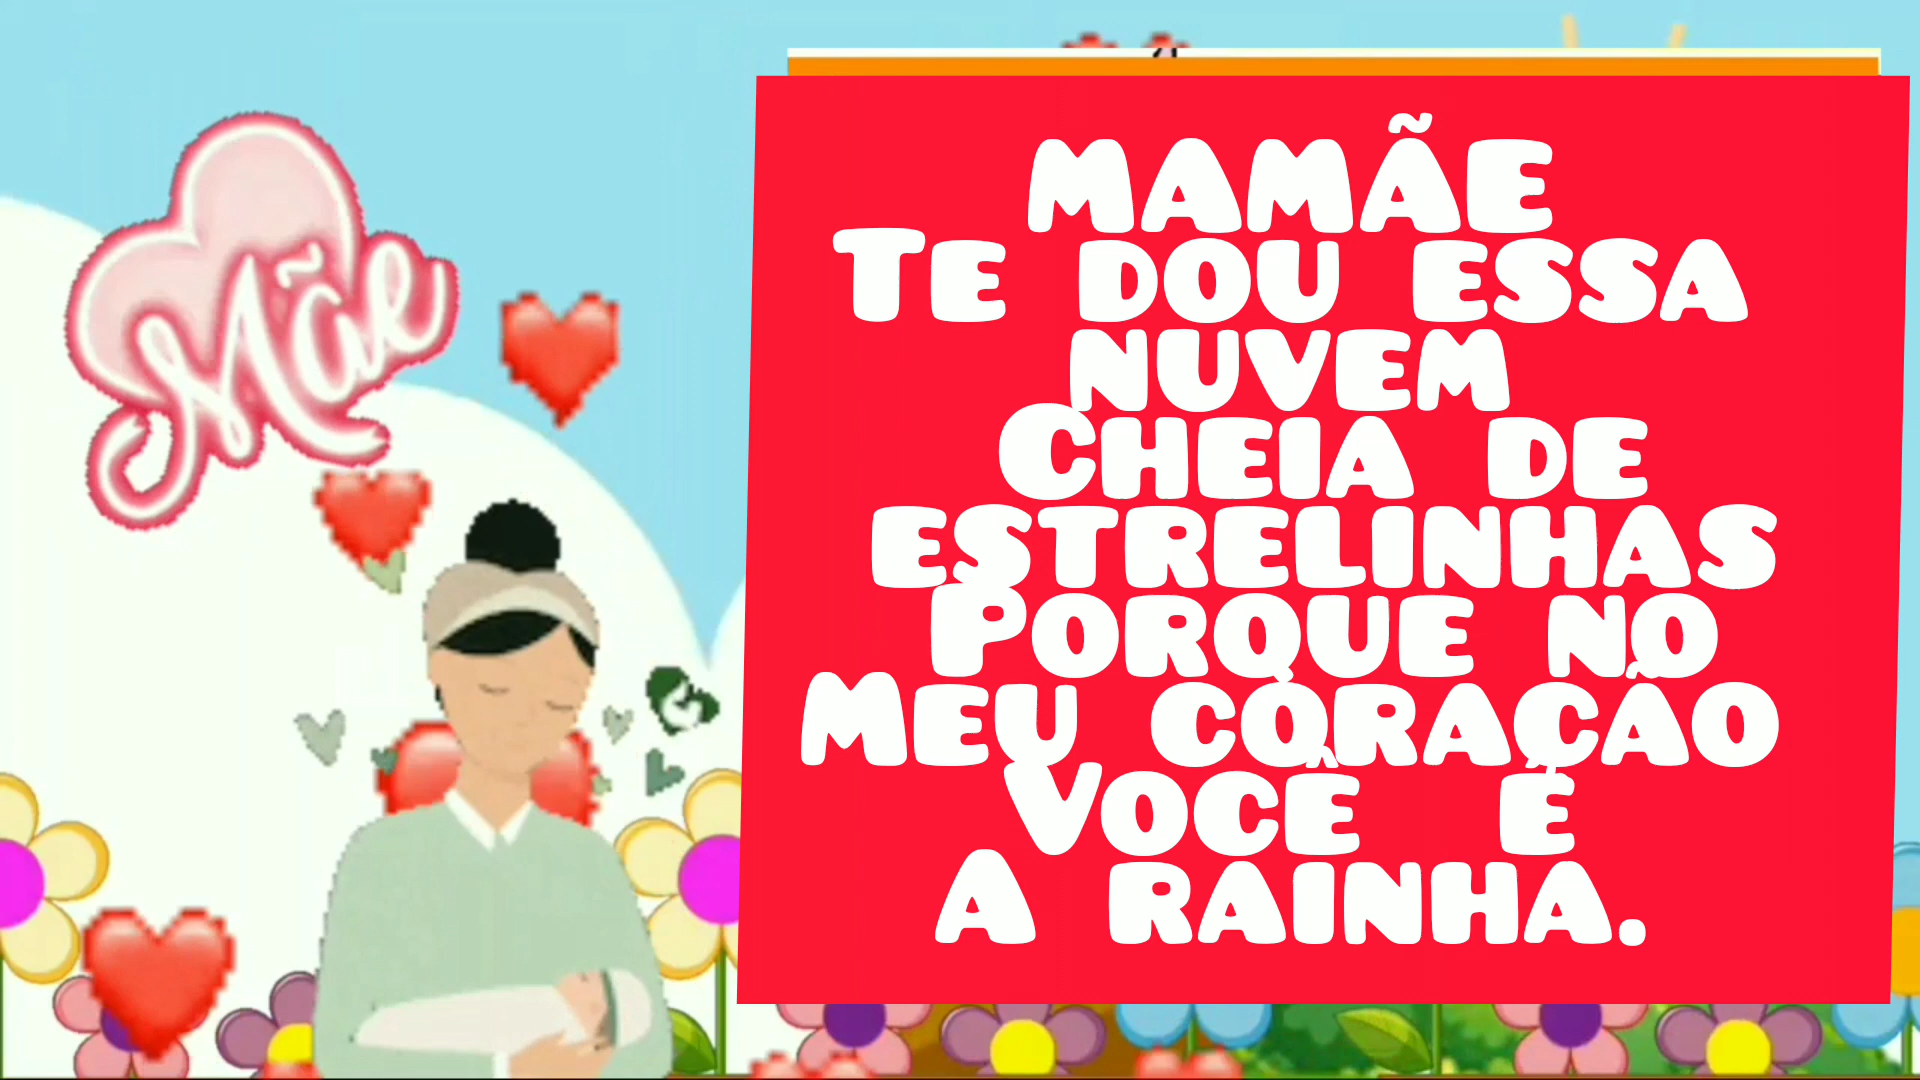 Mãe
MAMÃE
TE DOU ESSA
NUVEM
CHEIA DE
ESTRELINHAS
PORQUE NO
MEU CORAÇÃO
VOCÊ É
A RAINHA.